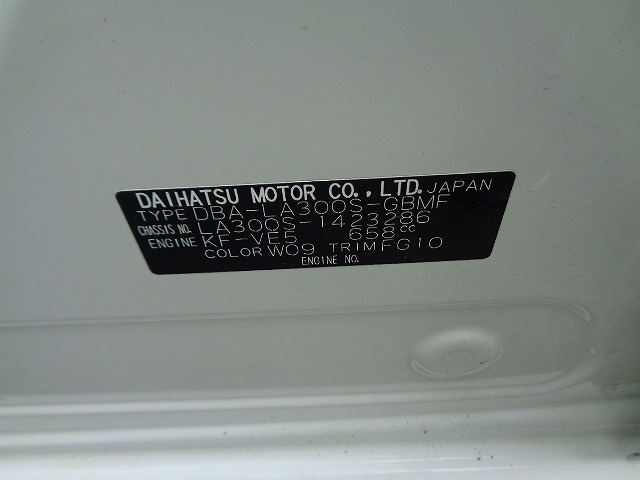 DAIHATSU MOTOR CO., LTD. JAPAN
TYPE DBA-LA300S-GBMF
CHASSIS NO. LA300S-1423286
ENGINE KF-VE5 658cc
COLOR W09 TRIM FG10
ENGINE NO.